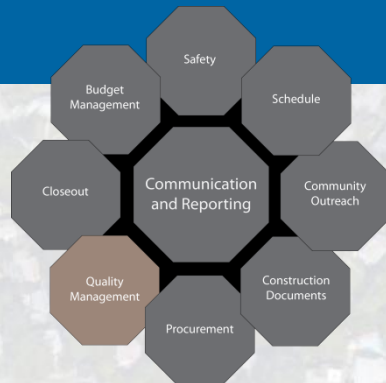 Safety
Budget
Management
Schedule
Closeout
Communication
and Reporting
Community
Outreach
Quality
Management
Construction
Documents
Procurement